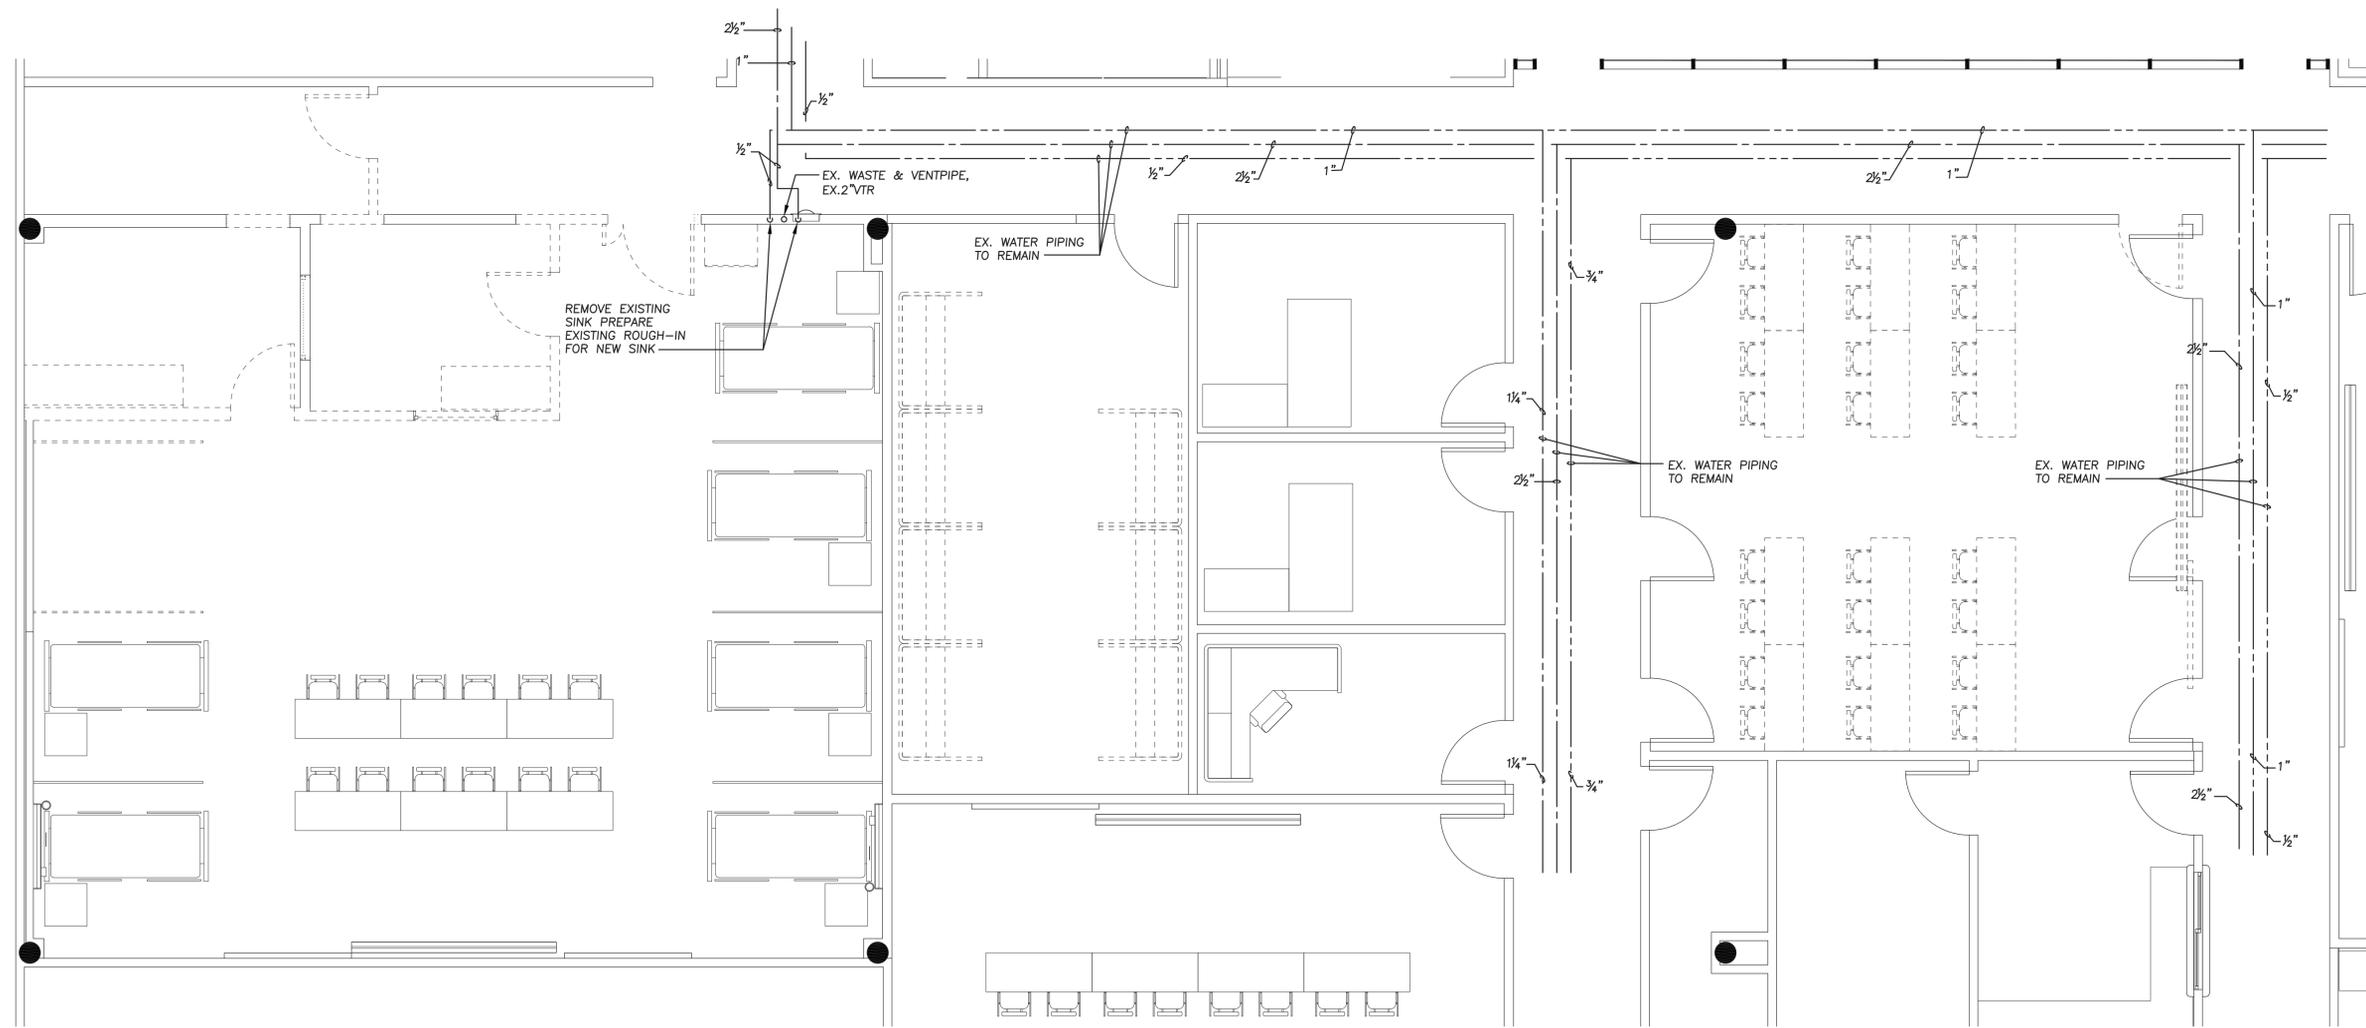 2½"
1"
½"
½"
EX. WASTE & VENTPIPE,
EX.2"VTR
½"
2½"
1"
2½"
1"
EX. WATER PIPING
TO REMAIN
¾"
1"
REMOVE EXISTING
SINK PREPARE
EXISTING ROUGH-IN
FOR NEW SINK
2½"
½"
1¼"
EX. WATER PIPING
TO REMAIN
EX. WATER PIPING
TO REMAIN
2½"
1¼"
¾"
1"
2½"
½"